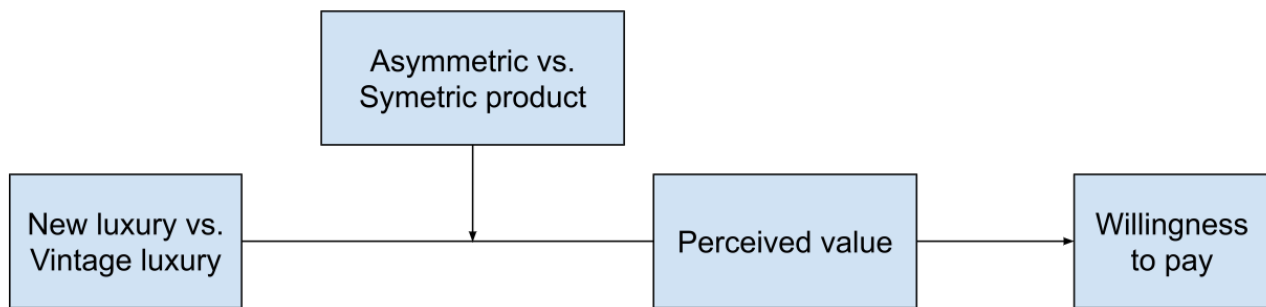 Asymmetric vs.
Symetric product
New luxury vs.
Vintage luxury
Perceived value
Willingness
to pay